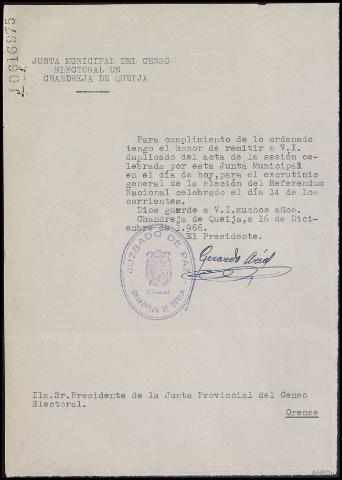 J0616975
JUNTA MUNICIPAL DEL CENSO
ELECTORAL DE
CHANDREJA DE QUEIJA
Para cumplimiento de lo ordenado
tengo el honor de remitir a V.I.
duplicado del acta de la sesión ce-
lebrada por esta Junta Municipal
en el día de hoy, para el escrutinio
general de la eleción del Referendum
Nacional celebrado el día 14 de los
corrientes.
Dios guarde a V.I. muchos años.
Chandreja de Queija, a 16 de Dici-
embre de 1.966.
El Presidente.
JUZGADO DE PAZ
(Orense)
CHANDREJA DE QUEIJA
Gerardo
Ilm. Sr. Presidente de la Junta Provincial del Censo
Electoral.
Orense